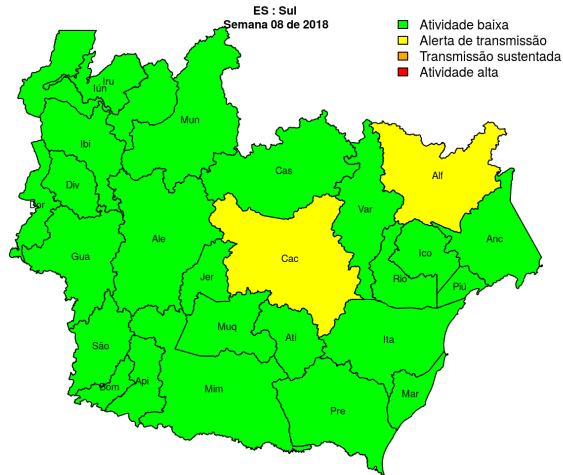 ES : Sul
Semana 08 de 2018
Atividade baixa
Alerta de transmissão
Transmissão sustentada
Atividade alta
Iru
Iún
Mun
Ibi
Cas
Alf
Div
Dor
Var
Ale
Anc
Gua
Cac
Ico
Jer
Rio
Piú
Muq
Ati
Ita
São
Api
Dom
Mim
Mar
Pre